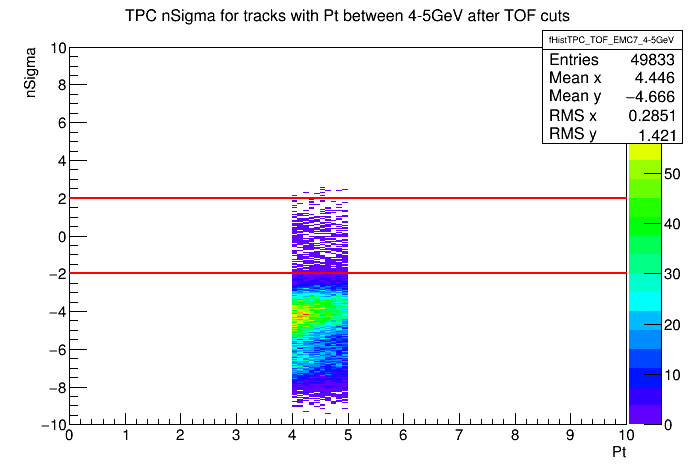 TPC nSigma for tracks with Pt between 4-5GeV after TOF cuts
fHistTPC_TOF_EMC7_4-5GeV
Entries 49833
Mean x 4.446
Mean y −4.666
RMS x 0.2851
RMS y 1.421
nSigma
10
8
6
4
2
0
−2
−4
−6
−8
−10
50
40
30
20
10
0
0 1 2 3 4 5 6 7 8 9 10
Pt